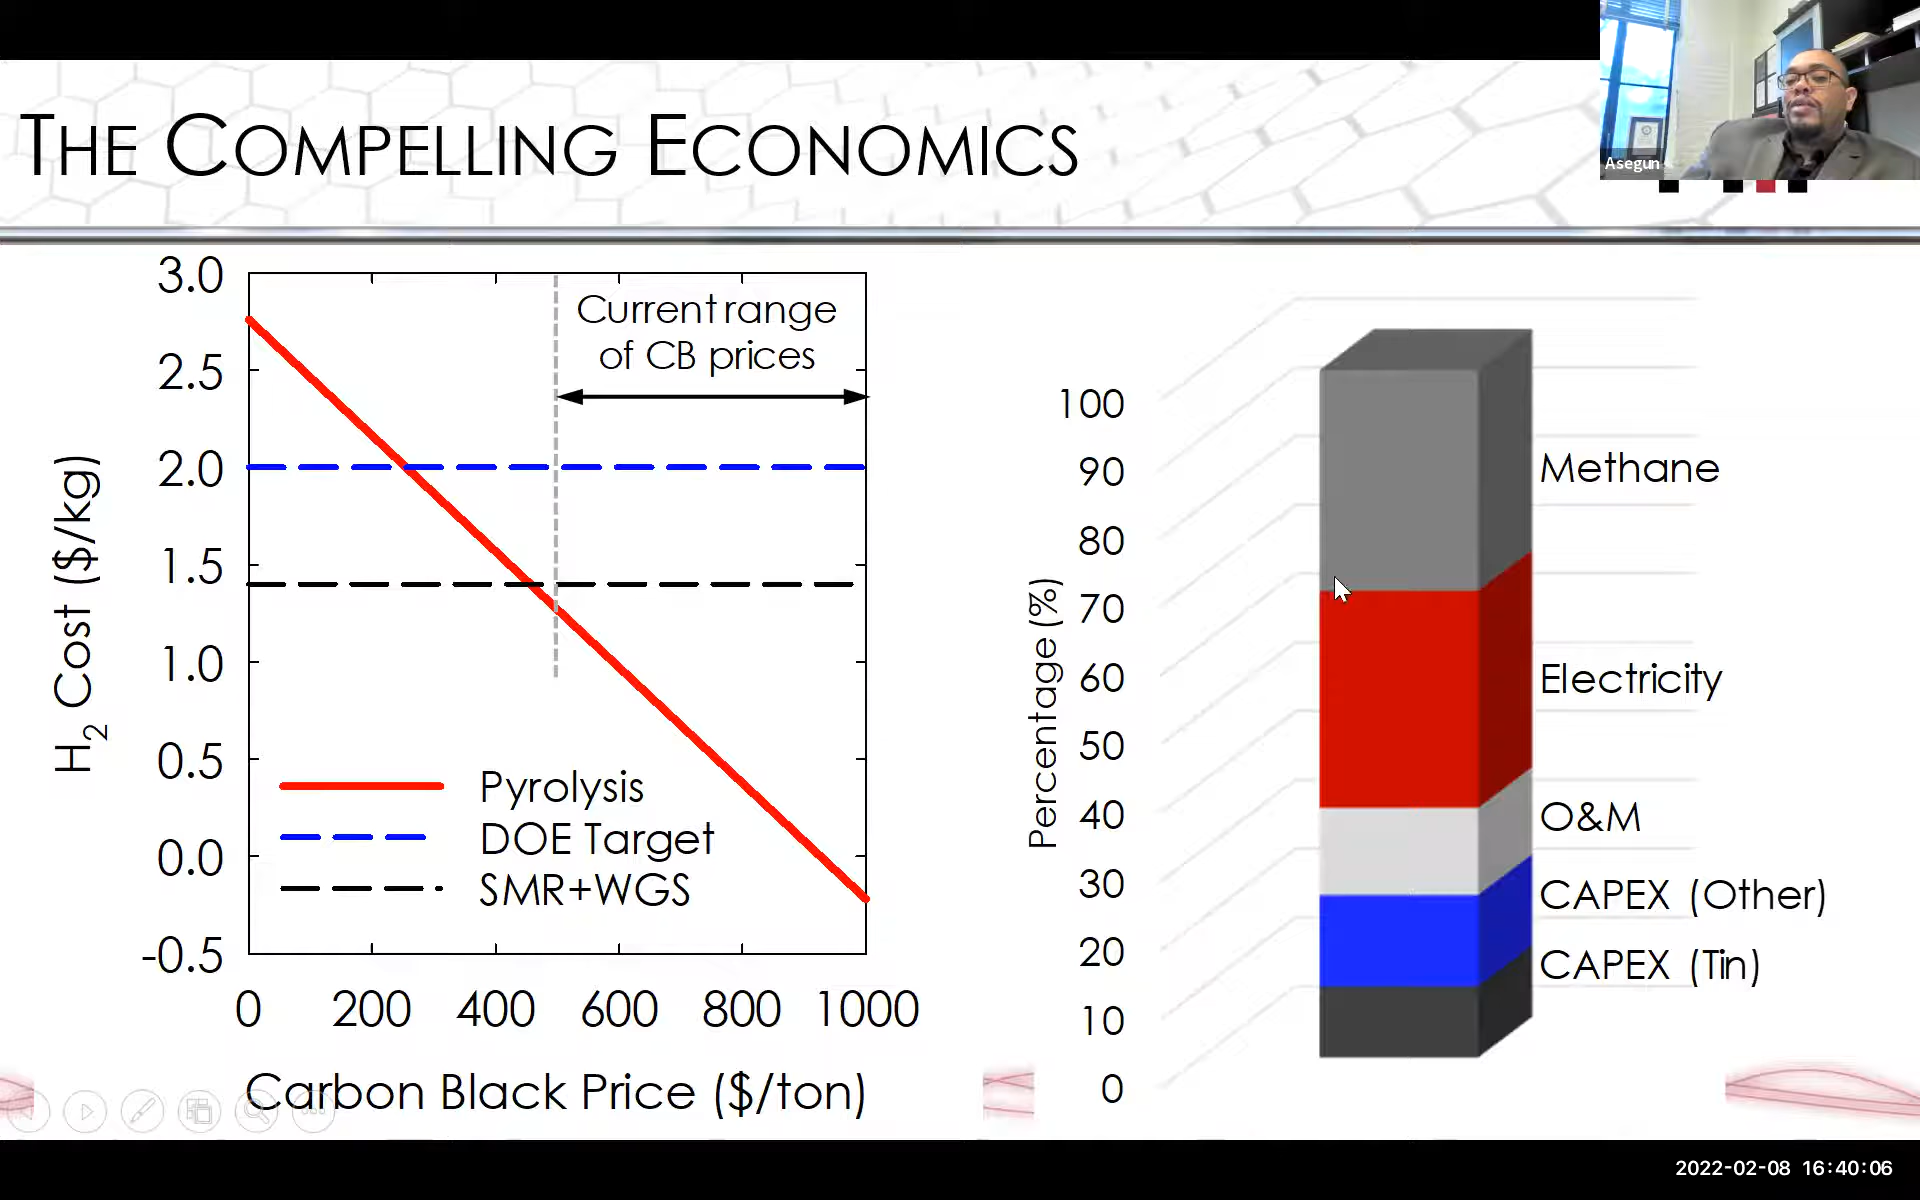 Asegun
THE COMPELLING ECONOMICS
3.0
2.5
2.0
1.5
1.0
0.5
0.0
-0.5
H2 Cost ($/kg)
Current range
of CB prices
Pyrolysis
DOE Target
SMR+WGS
0 200 400 600 800 1000
Carbon Black Price ($/ton)
100
90
80
70
60
50
40
30
20
10
0
Percentage (%)
Methane
Electricity
O&M
CAPEX (Other)
CAPEX (Tin)
2022-02-08 16:40:06